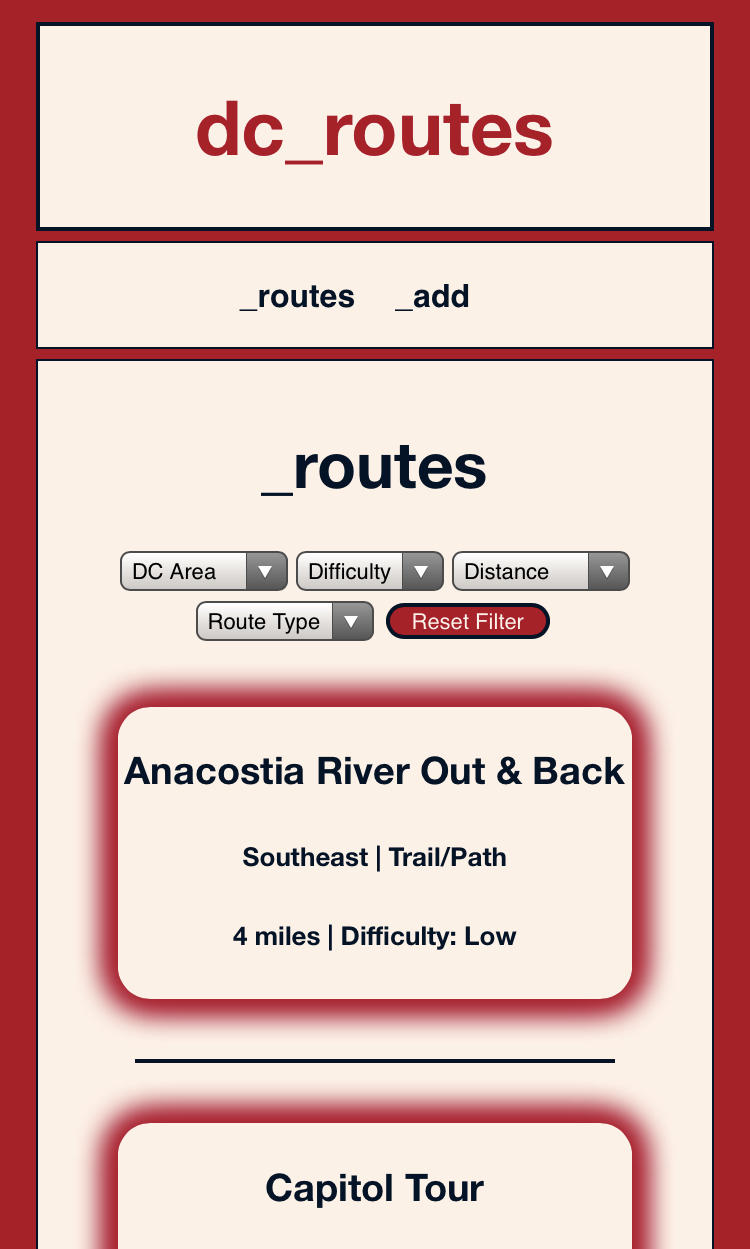 dc_routes
_routes _add
_routes
DC Area Difficulty Distance
Route Type Reset Filter
Anacostia River Out & Back
Southeast | Trail/Path
4 miles | Difficulty: Low
Capitol Tour